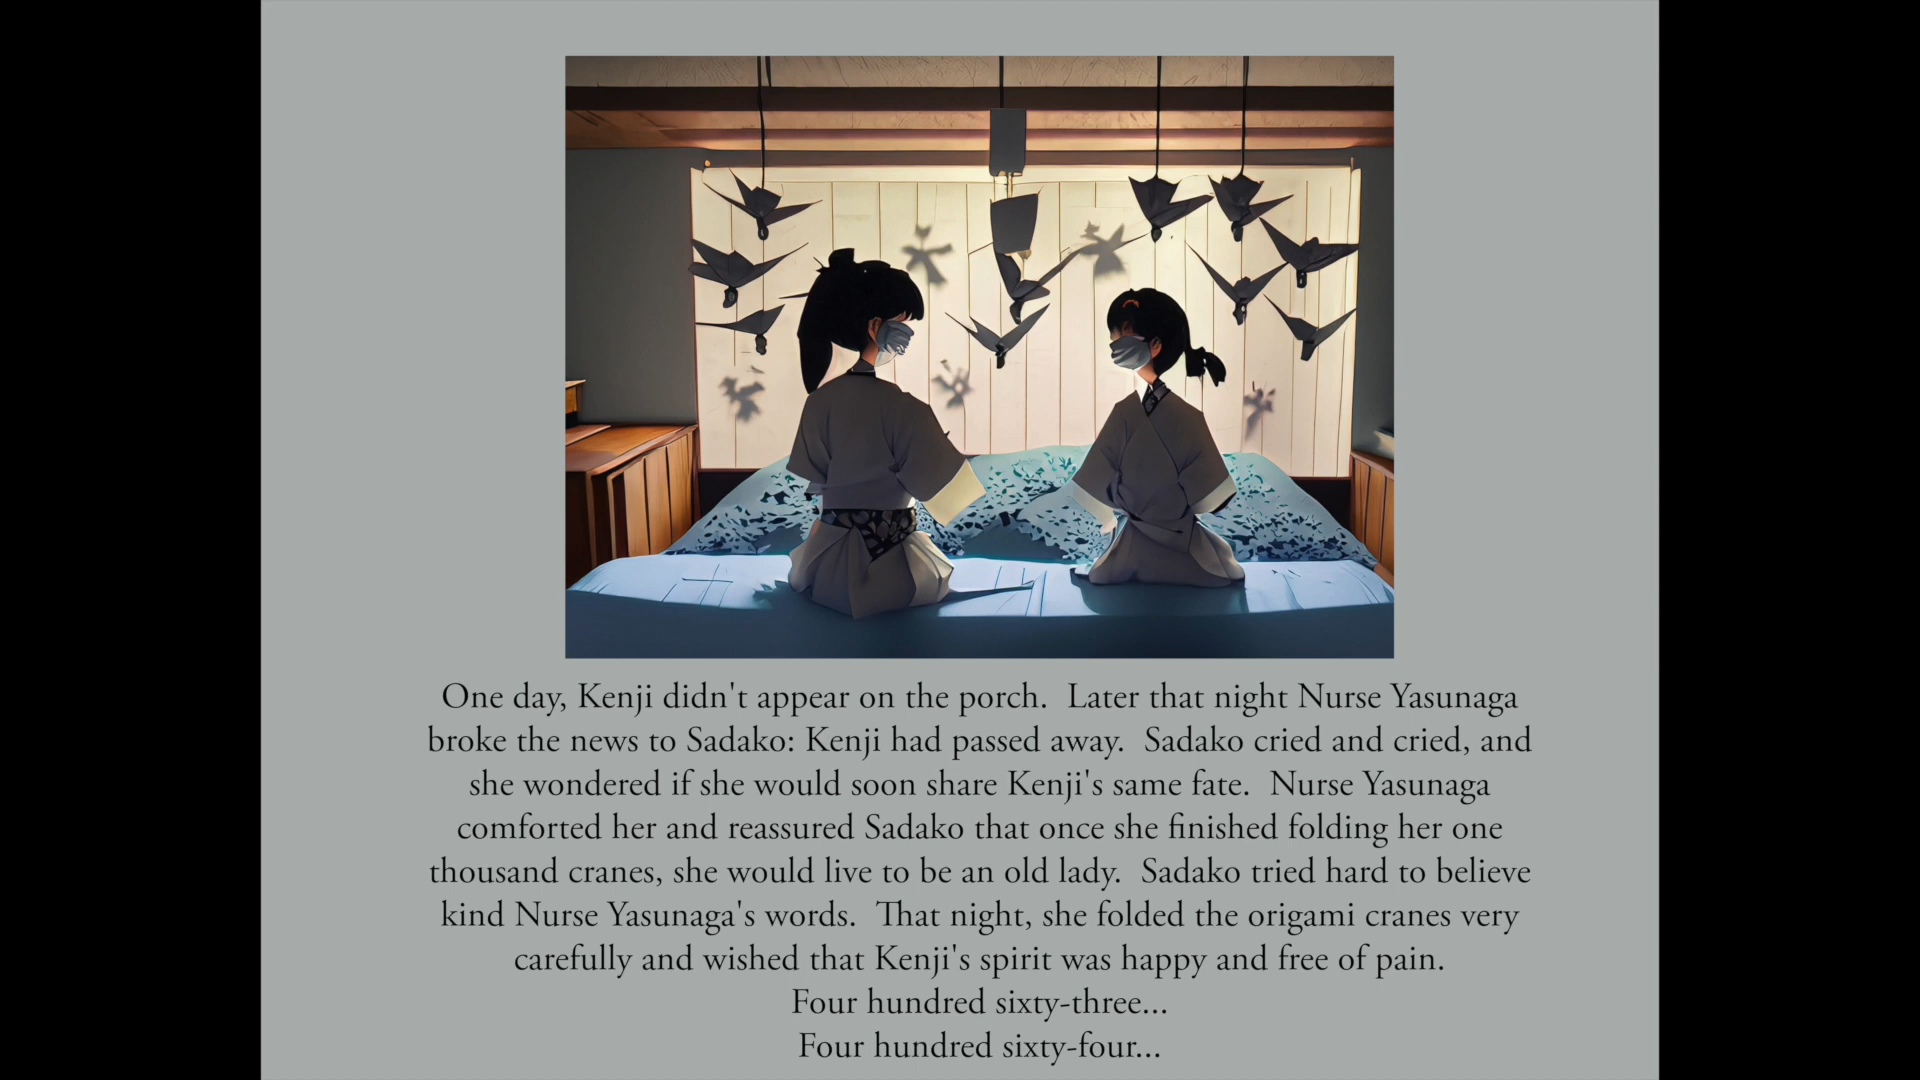 One day, Kenji didn't appear on the porch.  Later that night Nurse Yasunaga
broke the news to Sadako: Kenji had passed away.  Sadako cried and cried, and
she wondered if she would soon share Kenji's same fate.  Nurse Yasunaga
comforted her and reassured Sadako that once she finished folding her one
thousand cranes, she would live to be an old lady.  Sadako tried hard to believe
kind Nurse Yasunaga's words.  That night, she folded the origami cranes very
carefully and wished that Kenji's spirit was happy and free of pain.
Four hundred sixty-three...
Four hundred sixty-four...